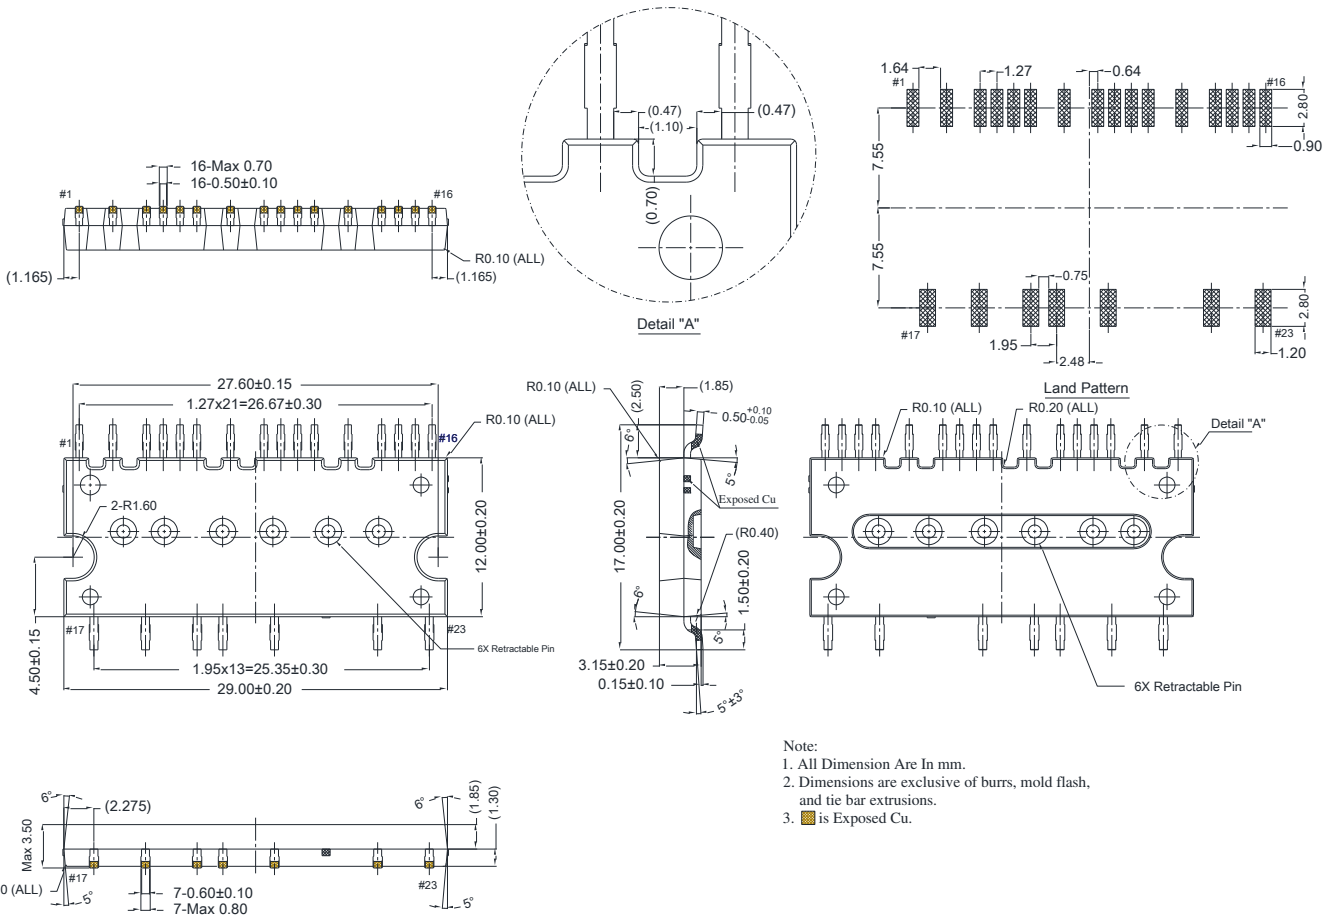 16-Max 0.70
16-0.50±0.10
#1
#16
R0.10 (ALL)
(1.165)
(1.165)
(0.47)
(0.47)
(1.10)
(0.70)
Detail "A"
1.64
1.27
0.64
#1
#16
2.80
0.90
7.55
7.55
0.75
2.80
#17
#23
1.95
1.20
2.48
Land Pattern
27.60±0.15
1.27x21=26.67±0.30
R0.10 (ALL)
#1
#16
2-R1.60
12.00±0.20
4.50±0.15
#17
#23
6X Retractable Pin
1.95x13=25.35±0.30
29.00±0.20
R0.10 (ALL)
(2.50)
(1.85)
0.50+0.10-0.05
6°
5°
Exposed Cu
17.00±0.20
(R0.40)
1.50±0.20
6°
5°
3.15±0.20
0.15±0.10
5°±3°
R0.10 (ALL)
R0.20 (ALL)
Detail "A"
6X Retractable Pin
Note:
1. All Dimension Are In mm.
2. Dimensions are exclusive of burrs, mold flash,
and tie bar extrusions.
3. is Exposed Cu.
6°
(2.275)
6°
(1.85)
(1.30)
Max 3.50
#17
#23
0 (ALL)
5°
5°
7-0.60±0.10
7-Max 0.80